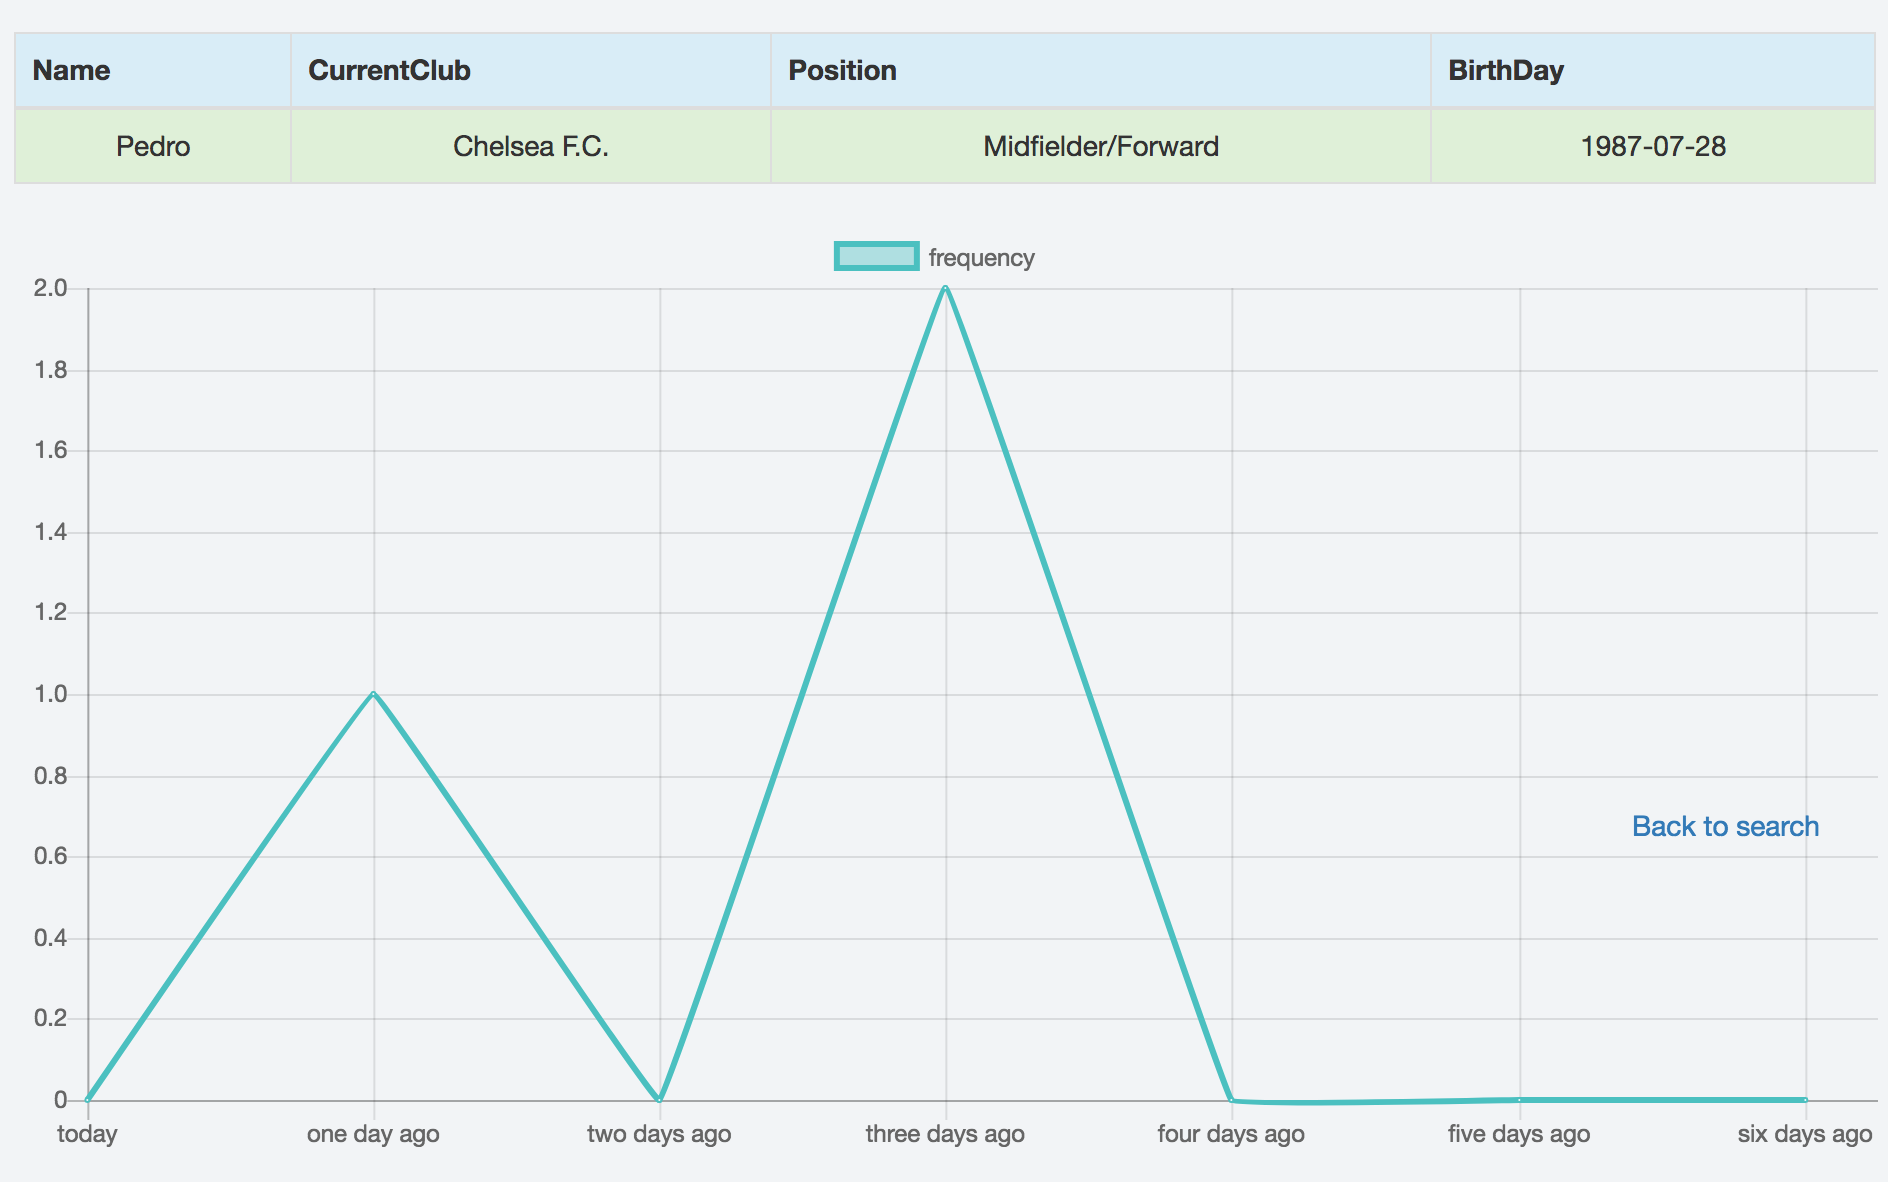 Name CurrentClub Position BirthDay
Pedro Chelsea F.C. Midfielder/Forward 1987-07-28
frequency
2.0
1.8
1.6
1.4
1.2
1.0
0.8
Back to search
0.6
0.4
0.2
0
today one day ago two days ago three days ago four days ago five days ago six days ago